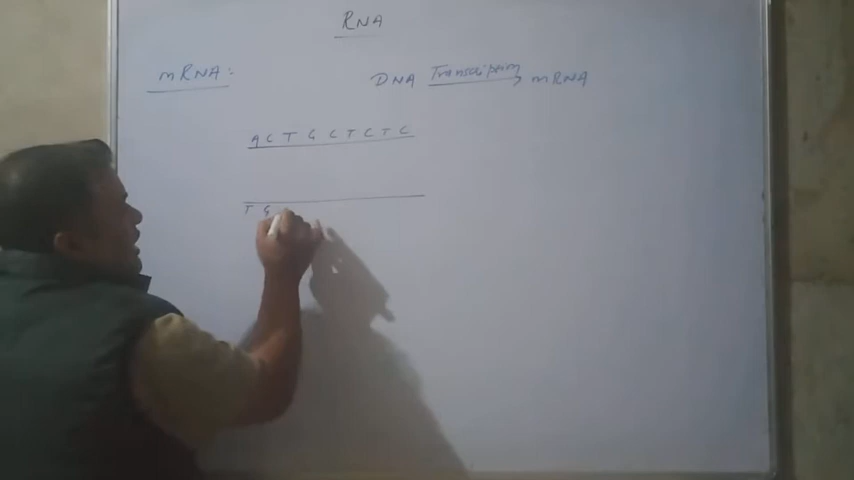 RNA
mRNA:
DNA Transcription → mRNA
A C T G C T C T C
T G